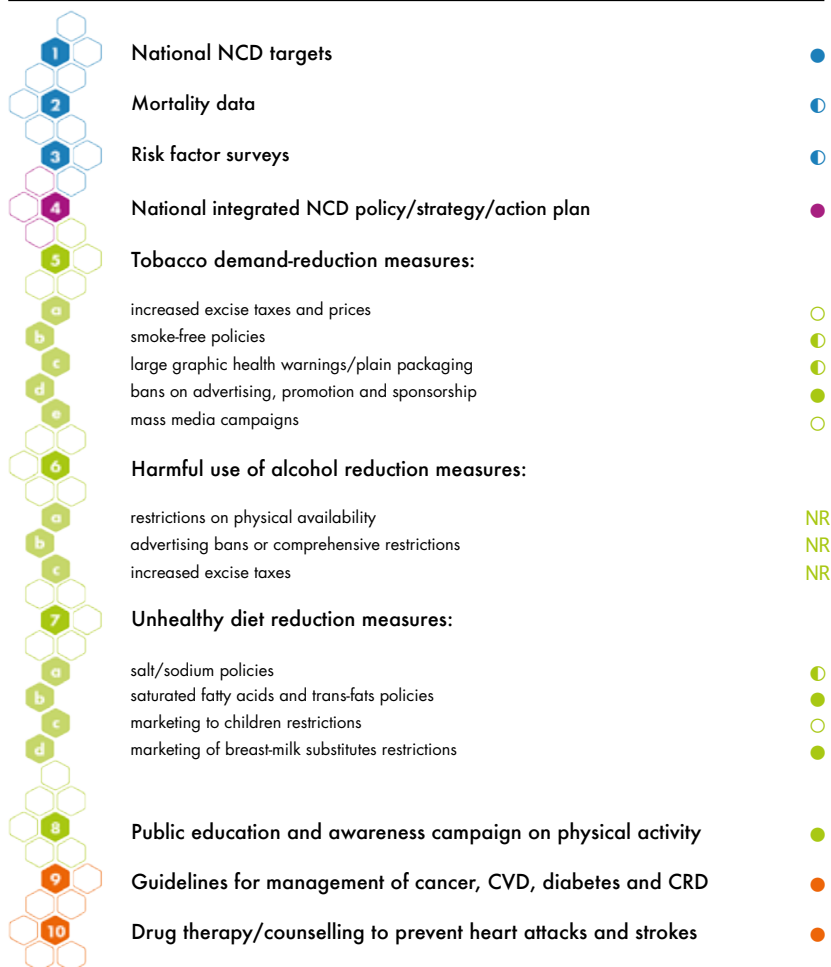 1 National NCD targets
2 Mortality data
3 Risk factor surveys
4 National integrated NCD policy/strategy/action plan
5 Tobacco demand-reduction measures:
a increased excise taxes and prices
b smoke-free policies
c large graphic health warnings/plain packaging
d bans on advertising, promotion and sponsorship
e mass media campaigns
6 Harmful use of alcohol reduction measures:
a restrictions on physical availability NR
b advertising bans or comprehensive restrictions NR
c increased excise taxes NR
7 Unhealthy diet reduction measures:
a salt/sodium policies
b saturated fatty acids and trans-fats policies
c marketing to children restrictions
d marketing of breast-milk substitutes restrictions
8 Public education and awareness campaign on physical activity
9 Guidelines for management of cancer, CVD, diabetes and CRD
10 Drug therapy/counselling to prevent heart attacks and strokes